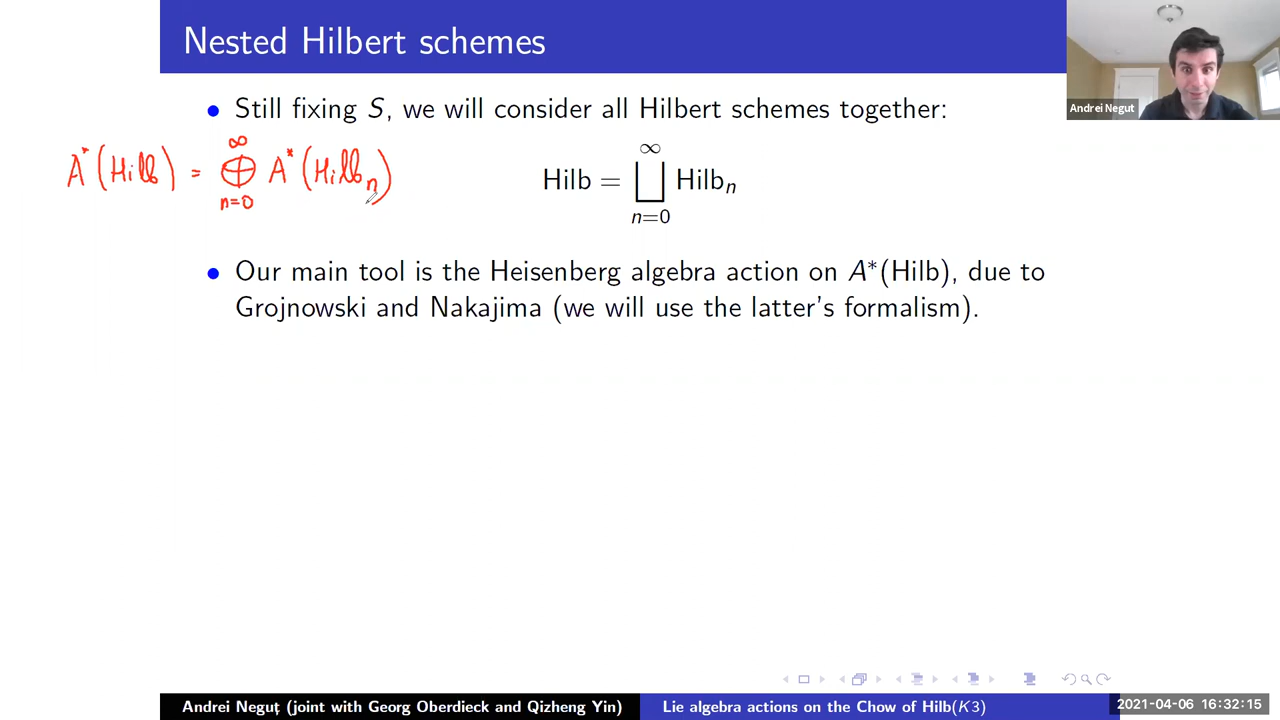 Nested Hilbert schemes
Andrei Negut
• Still fixing S, we will consider all Hilbert schemes together:
A*(Hilb) = ⊕_{n=0}^{∞} A*(Hilb_n)
Hilb = ⨆_{n=0}^{∞} Hilb_n
• Our main tool is the Heisenberg algebra action on A*(Hilb), due to
Grojnowski and Nakajima (we will use the latter's formalism).
Andrei Neguț (joint with Georg Oberdieck and Qizheng Yin)
Lie algebra actions on the Chow of Hilb(K3)
2021-04-06 16:32:15